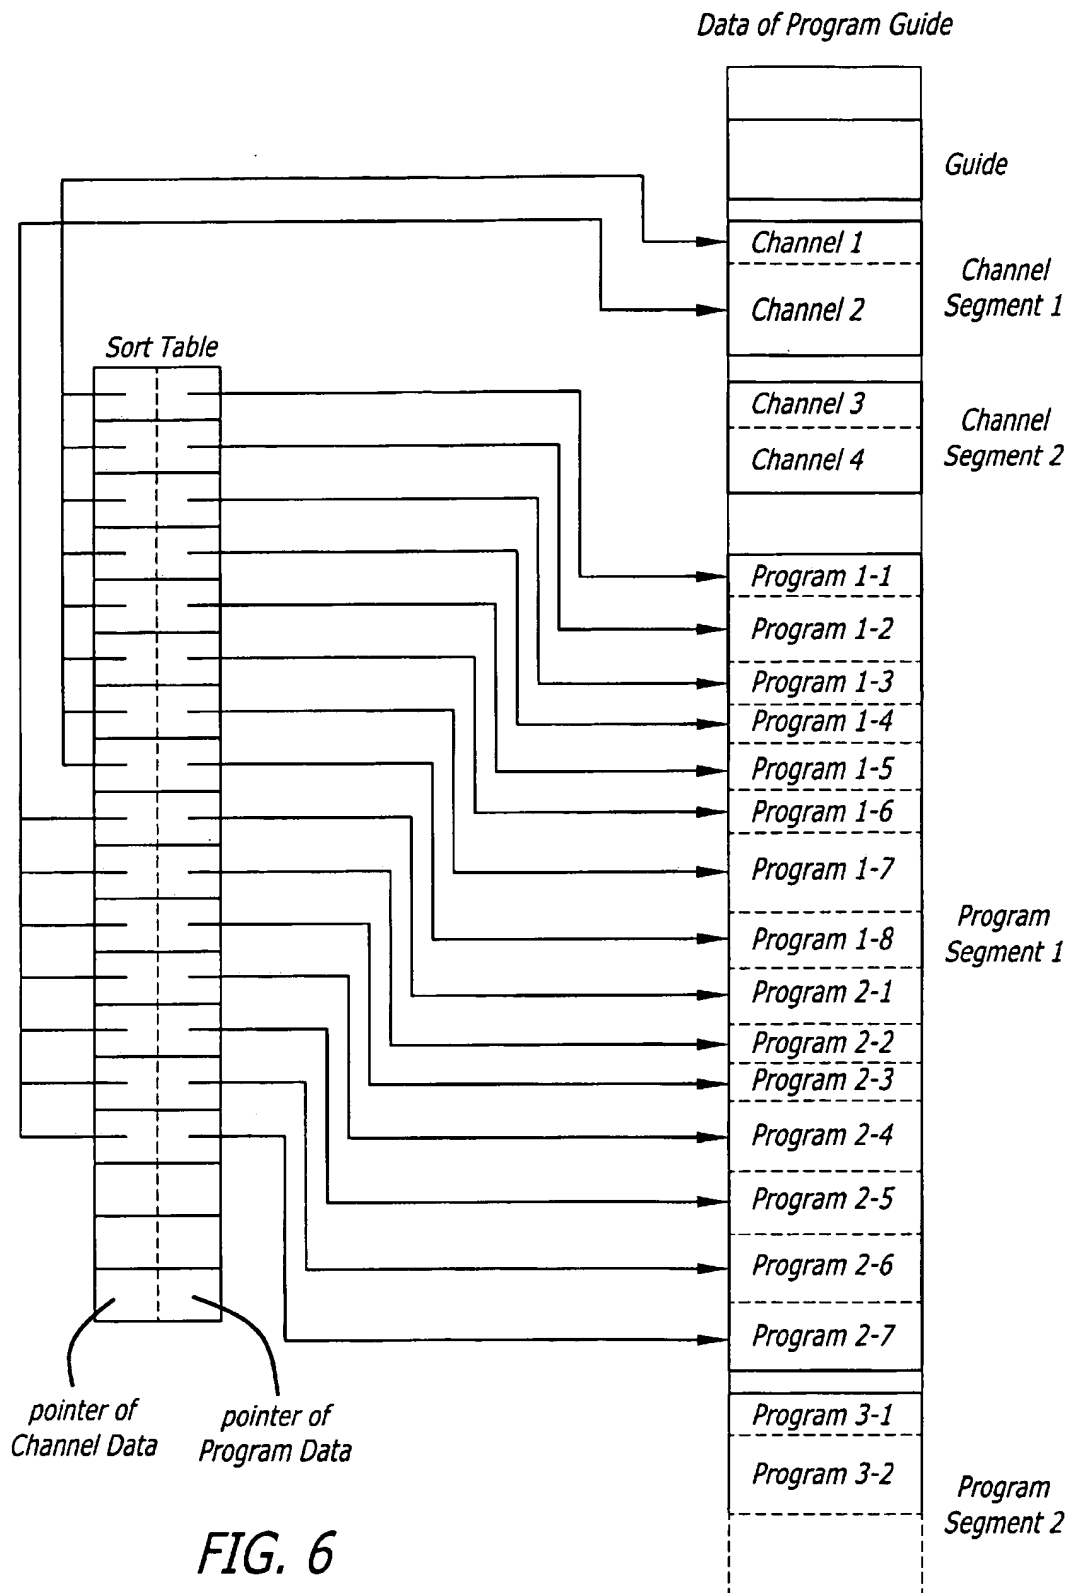 Data of Program Guide
Guide
Channel 1
Channel 2
Channel
Segment 1
Sort Table
Channel 3
Channel 4
Channel
Segment 2
Program 1-1
Program 1-2
Program 1-3
Program 1-4
Program 1-5
Program 1-6
Program 1-7
Program 1-8
Program 2-1
Program 2-2
Program 2-3
Program 2-4
Program 2-5
Program 2-6
Program 2-7
Program
Segment 1
pointer of
Channel Data
pointer of
Program Data
Program 3-1
Program 3-2
Program
Segment 2
FIG. 6